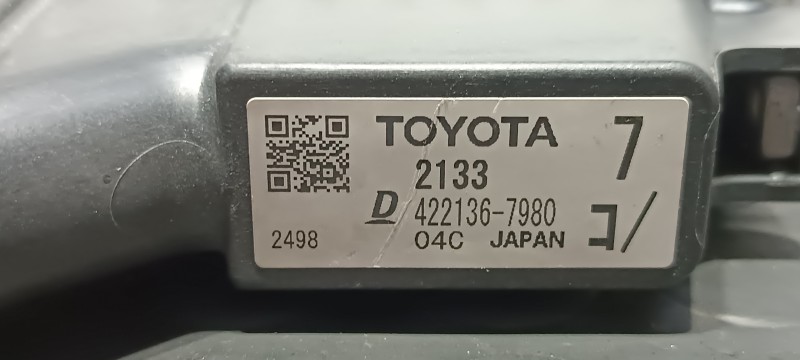 TOYOTA
7
2133
D 422136-7980
コ/
2498
04C JAPAN